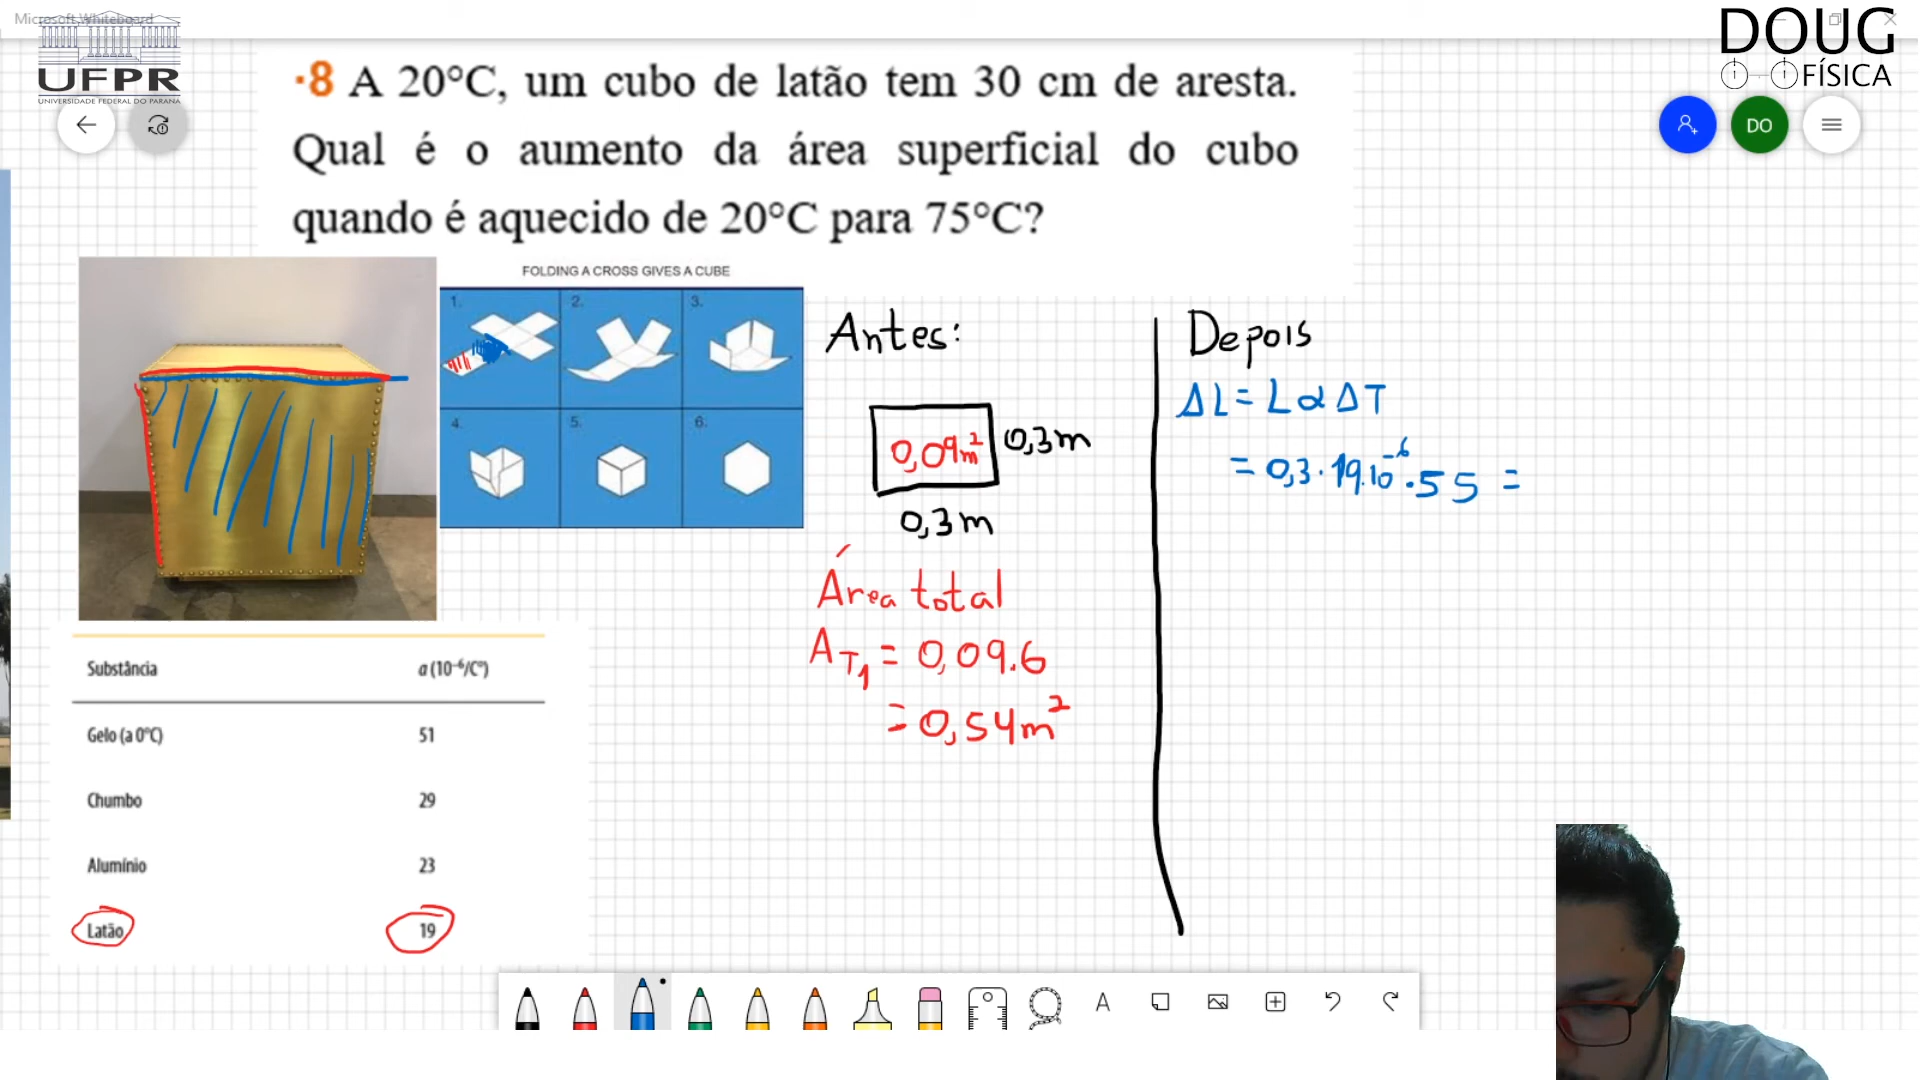 Microsoft Whiteboard
UFPR
UNIVERSIDADE FEDERAL DO PARANÁ
DOUG
FÍSICA
DO
·8 A 20°C, um cubo de latão tem 30 cm de aresta.
Qual é o aumento da área superficial do cubo
quando é aquecido de 20°C para 75°C?
FOLDING A CROSS GIVES A CUBE
1. 2. 3.
4. 5. 6.
Antes:
0,09m²
0,3m
0,3m
Área total
A_T1 = 0,09.6
= 0,54m²
Depois
ΔL = LαΔT
= 0,3·19.10⁻⁶·55 =
Substância α (10⁻⁶/C°)
Gelo (a 0°C) 51
Chumbo 29
Alumínio 23
Latão 19
A